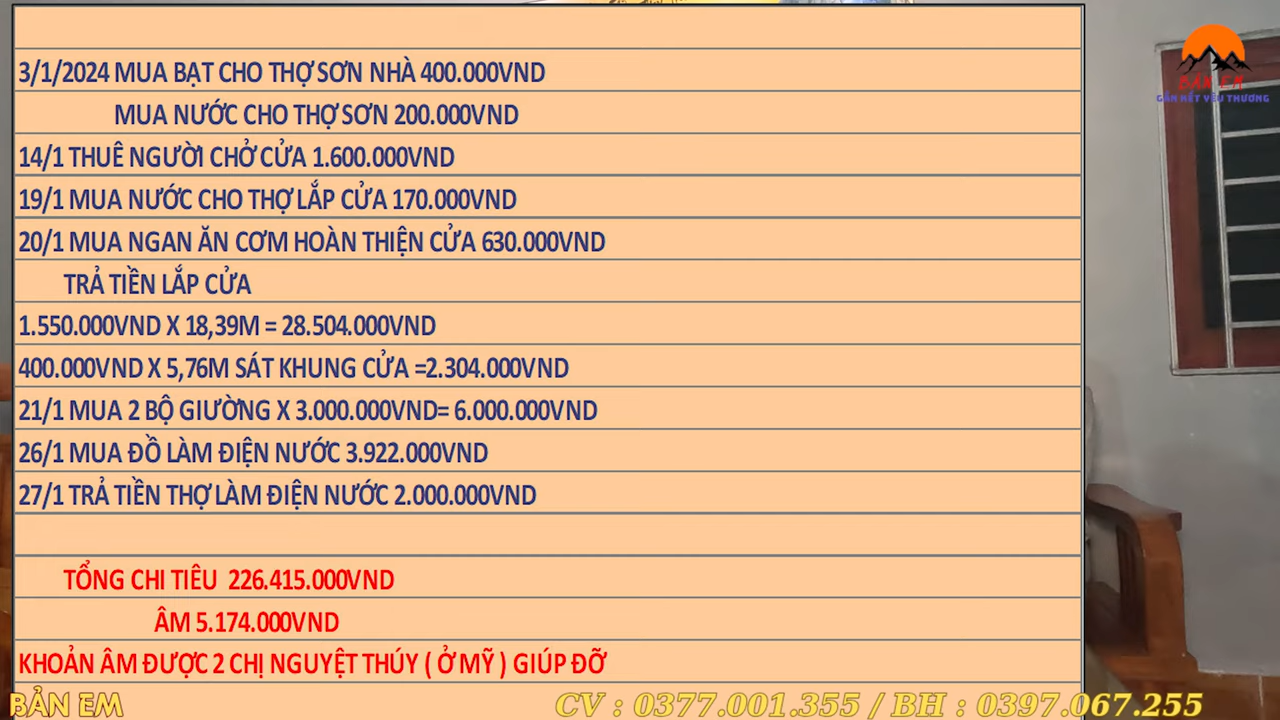 3/1/2024 MUA BẠT CHO THỢ SƠN NHÀ 400.000VND
MUA NƯỚC CHO THỢ SƠN 200.000VND
14/1 THUÊ NGƯỜI CHỞ CỬA 1.600.000VND
19/1 MUA NƯỚC CHO THỢ LẮP CỬA 170.000VND
20/1 MUA NGAN ĂN CƠM HOÀN THIỆN CỬA 630.000VND
TRẢ TIỀN LẮP CỬA
1.550.000VND X 18,39M = 28.504.000VND
400.000VND X 5,76M SÁT KHUNG CỬA =2.304.000VND
21/1 MUA 2 BỘ GIƯỜNG X 3.000.000VND= 6.000.000VND
26/1 MUA ĐỒ LÀM ĐIỆN NƯỚC 3.922.000VND
27/1 TRẢ TIỀN THỢ LÀM ĐIỆN NƯỚC 2.000.000VND
TỔNG CHI TIÊU 226.415.000VND
ÂM 5.174.000VND
KHOẢN ÂM ĐƯỢC 2 CHỊ NGUYỆT THÚY ( Ở MỸ ) GIÚP ĐỠ
BẢN EM
GẮN KẾT YÊU THƯƠNG
BẢN EM
CV : 0377.001.355 / BH : 0397.067.255